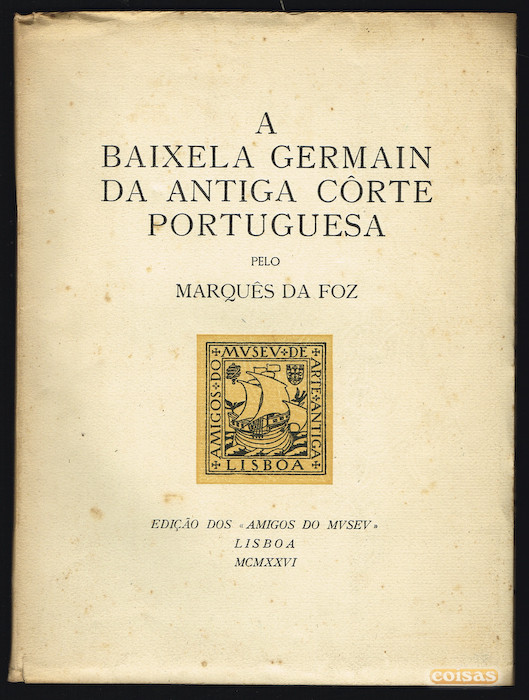 A
BAIXELA GERMAIN
DA ANTIGA CÔRTE
PORTUGUESA
PELO
MARQUÊS DA FOZ
AMIGOS·DO·MVSEV·DE·ARTE·ANTIGA
LISBOA
EDIÇÃO DOS «AMIGOS DO MVSEV»
LISBOA
MCMXXVI
coisas